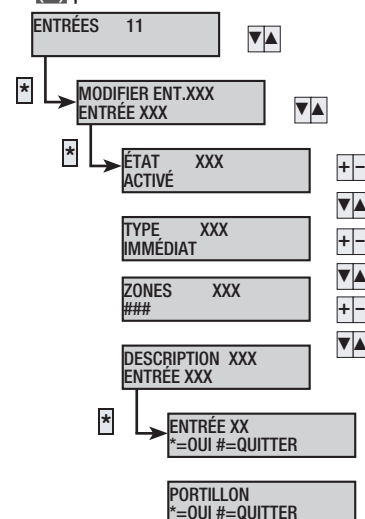 ENTRÉES 11
▼▲
*
MODIFIER ENT.XXX
ENTRÉE XXX
▼▲
*
ÉTAT XXX
ACTIVÉ
+ −
▼▲
TYPE XXX
IMMÉDIAT
+ −
▼▲
ZONES XXX
###
+ −
▼▲
DESCRIPTION XXX
ENTRÉE XXX
*
ENTRÉE XX
*=OUI #=QUITTER
PORTILLON
*=OUI #=QUITTER